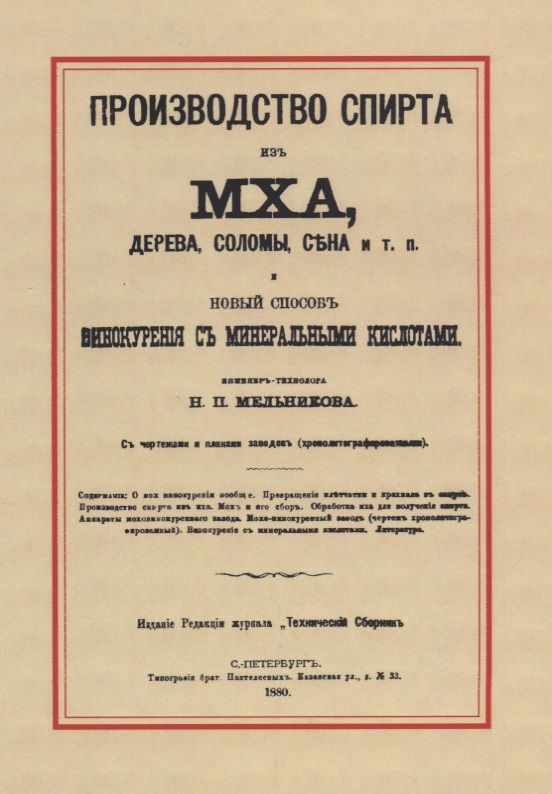 ПРОИЗВОДСТВО СПИРТА
ИЗЪ
МХА,
ДЕРЕВА, СОЛОМЫ, СѢНА и т. п.
и
НОВЫЙ СПОСОБЪ
ВИНОКУРЕНІЯ СЪ МИНЕРАЛЬНЫМИ КИСЛОТАМИ.
ИНЖЕНЕРЪ-ТЕХНОЛОГА
Н. П. МЕЛЬНИКОВА.
Съ чертежами и планами заводовъ (хромолитографированными).
Содержаніе: О мох винокуреніи вообще. Превращеніе клѣтчатки и крахмала въ
Производство спирта изъ мха. Мохъ и его сборъ. Обработка мха для полученія спирта.
Аппараты моховинокуреннаго завода. Мохо-винокуренный заводъ (чертежъ хромолитогра-
фированный). Винокуреніе съ минеральными кислотами. Литература.
Изданіе Редакціи журнала „Техническій Сборникъ
С.-ПЕТЕРБУРГЪ.
Типографія брат. Пантелеевыхъ. Казанская ул., д. № 33.
1880.